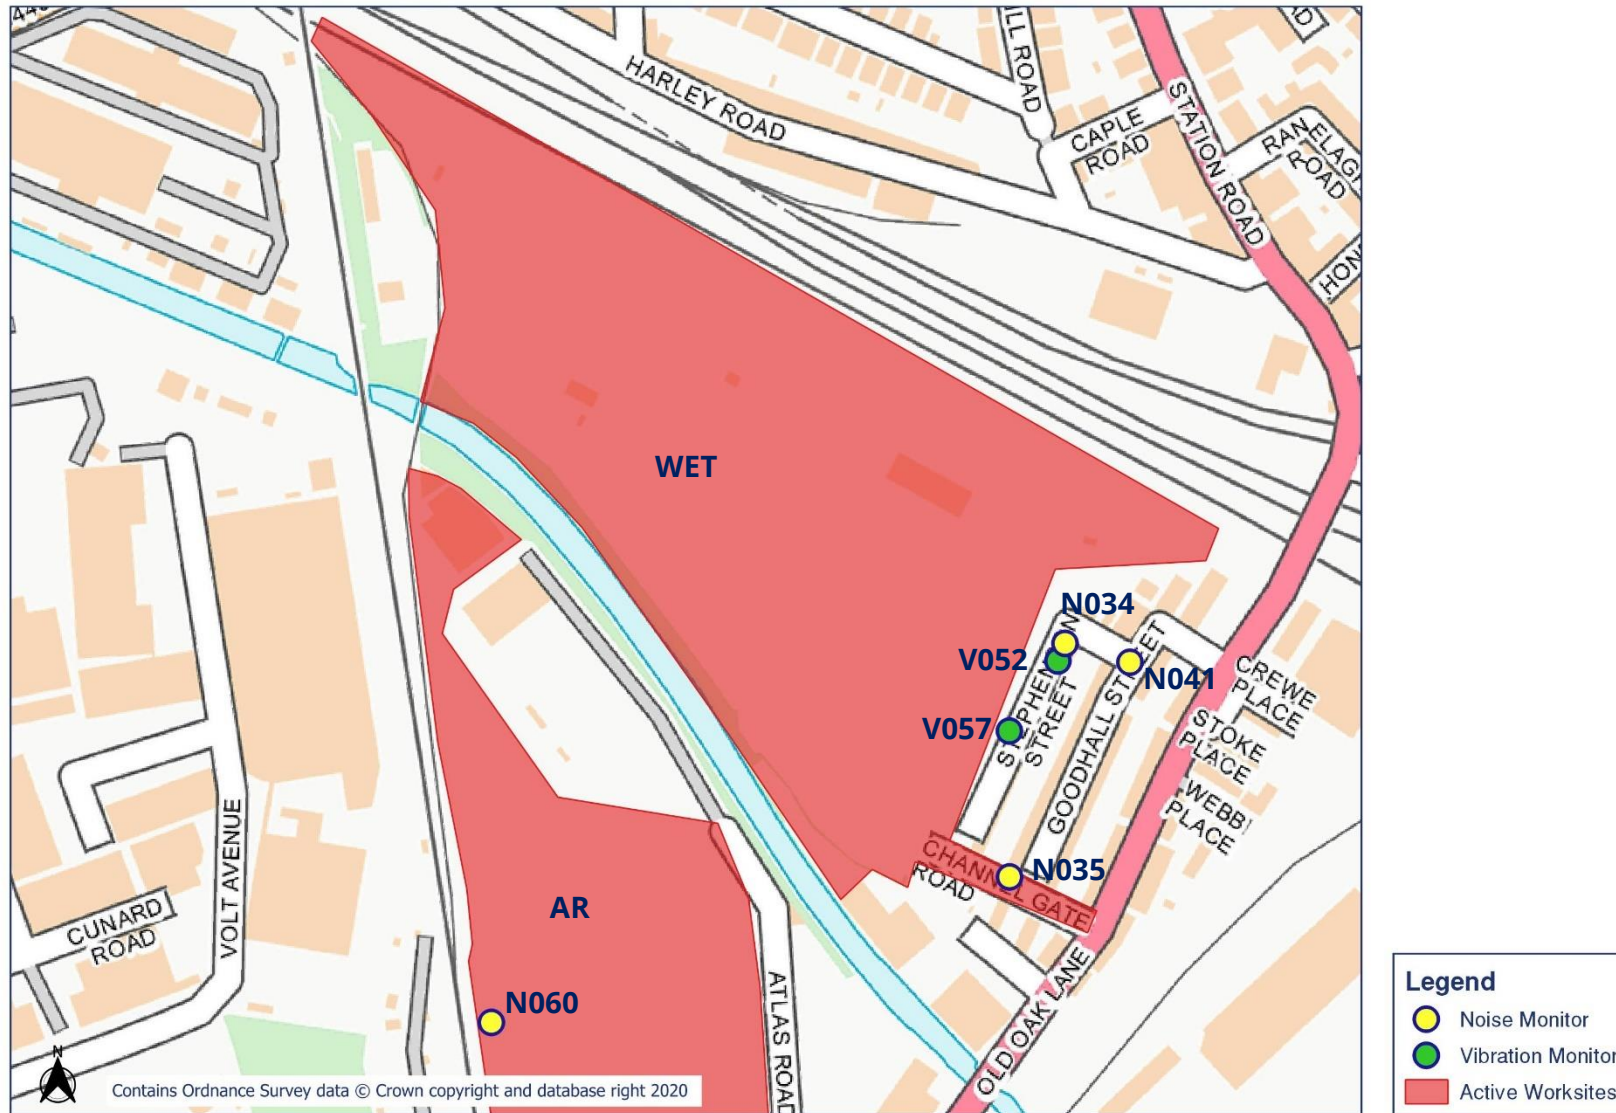 HARLEY ROAD
CAPLE
ROAD
STATION ROAD
ROAD
WET
N034
V052
N041
V057
STREET
GOODHALL STREET
CREWE
PLACE
STOKE
PLACE
WEBB
PLACE
CHANNEL GATE
ROAD
N035
OLD OAK LANE
VOLT AVENUE
CUNARD
ROAD
AR
N060
ATLAS ROAD
N
Contains Ordnance Survey data © Crown copyright and database right 2020
Legend
Noise Monitor
Vibration Monitor
Active Worksites